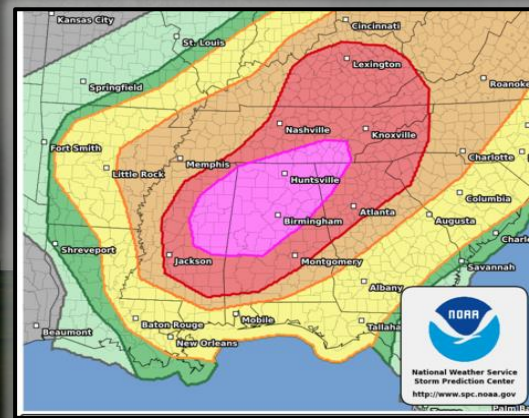 Kansas City
Cincinnati
St. Louis
Lexington
Springfield
Roanoke
Nashville
Knoxville
Fort Smith
Memphis
Charlotte
Little Rock
Huntsville
Columbia
Atlanta
Birmingham
Augusta
Charle
Shreveport
Jackson
Montgomery
Savannah
Albany
Beaumont
Baton Rouge
Mobile
Tallaha
New Orleans
NOAA
National Weather Service
Storm Prediction Center
http://www.spc.noaa.gov